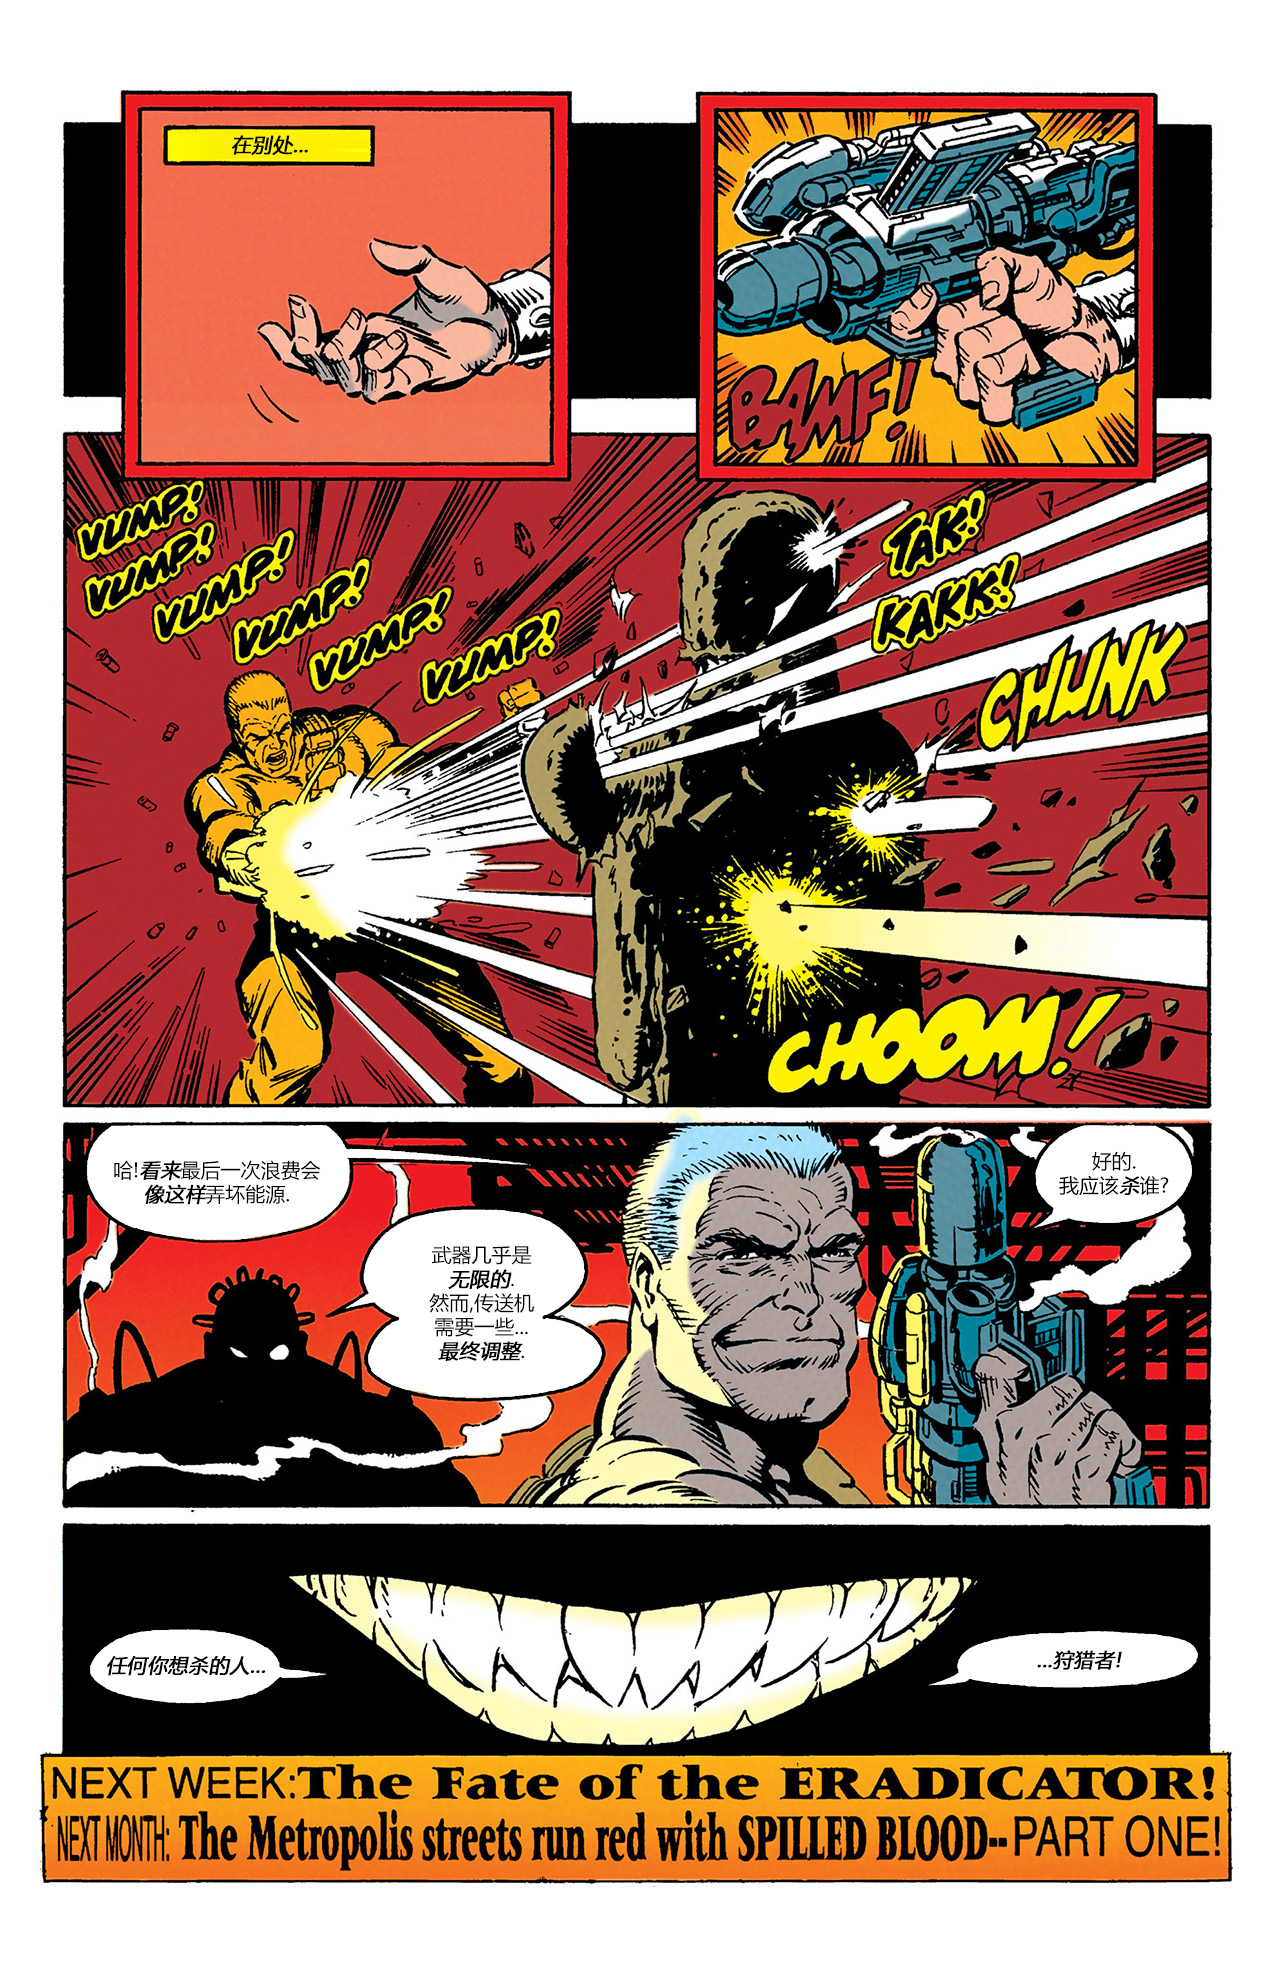 在别处...
BAMF!
VUMP!
VUMP!
VUMP!
VUMP!
VUMP!
VUMP!
TAK!
KAKK!
CHUNK
CHOOM!
哈!看来最后一次浪费会
像这样弄坏能源.
武器几乎是
无限的.
然而,传送机
需要一些...
最终调整.
好的.
我应该杀谁?
任何你想杀的人...
...狩猎者!
NEXT WEEK:The Fate of the ERADICATOR!
NEXT MONTH: The Metropolis streets run red with SPILLED BLOOD--PART ONE!